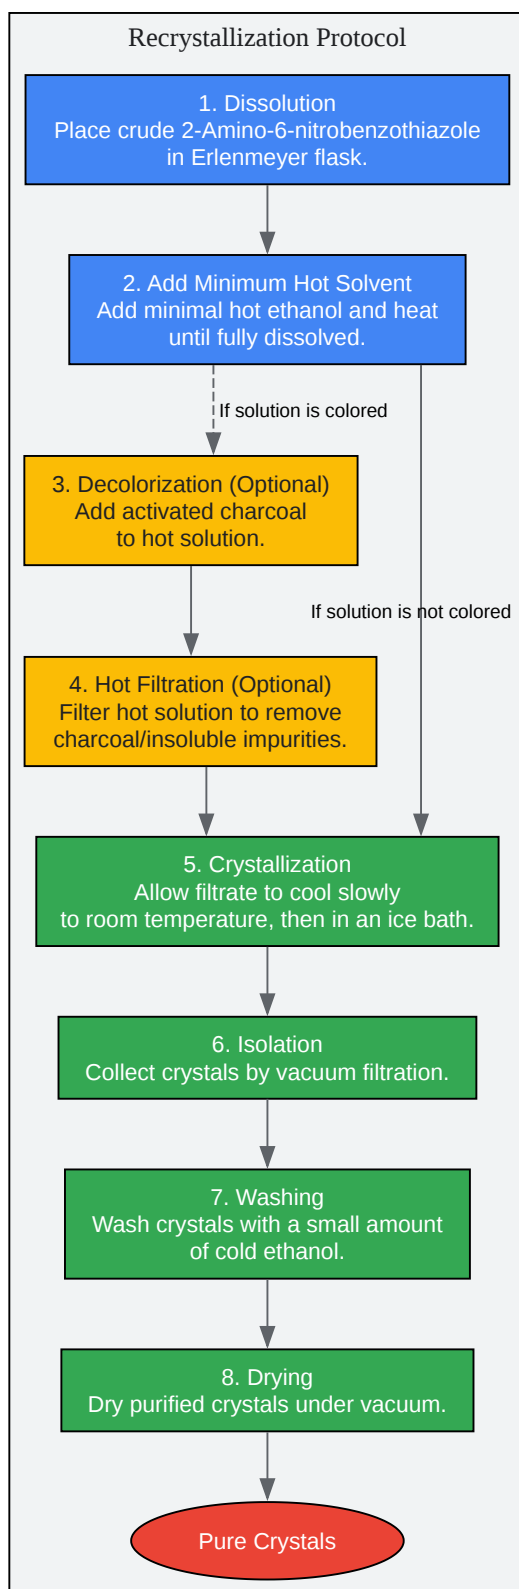 Recrystallization Protocol
1. Dissolution
Place crude 2-Amino-6-nitrobenzothiazole
in Erlenmeyer flask.
2. Add Minimum Hot Solvent
Add minimal hot ethanol and heat
until fully dissolved.
If solution is colored
3. Decolorization (Optional)
Add activated charcoal
to hot solution.
If solution is not colored
4. Hot Filtration (Optional)
Filter hot solution to remove
charcoal/insoluble impurities.
5. Crystallization
Allow filtrate to cool slowly
to room temperature, then in an ice bath.
6. Isolation
Collect crystals by vacuum filtration.
7. Washing
Wash crystals with a small amount
of cold ethanol.
8. Drying
Dry purified crystals under vacuum.
Pure Crystals